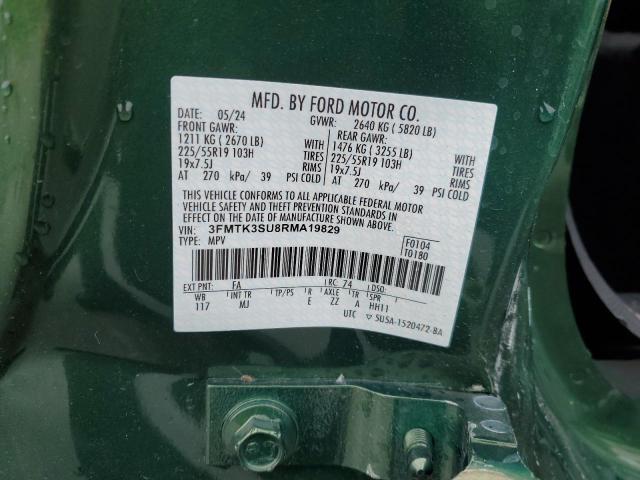 MFD. BY FORD MOTOR CO.
DATE: 05/24 GVWR: 2640 KG ( 5820 LB)
FRONT GAWR: REAR GAWR:
1211 KG ( 2670 LB) 1476 KG ( 3255 LB)
225/55R19 103H TIRES 225/55R19 103H TIRES
19x7.5J RIMS 19x7.5J RIMS
AT 270 kPa/ 39 PSI COLD AT 270 kPa/ 39 PSI COLD
THIS VEHICLE CONFORMS TO ALL APPLICABLE FEDERAL MOTOR
VEHICLE SAFETY AND THEFT PREVENTION STANDARDS IN
EFFECT ON THE DATE OF MANUFACTURE SHOWN ABOVE.
VIN: 3FMTK3SU8RMA19829
TYPE: MPV
F0104
T0180
EXT PNT: FA RC: 74 DSO:
WB INT TR TP/PS R AXLE TR SPR
117 MJ E ZZ A HH11
UTC ▽ 5USA-1520472-BA